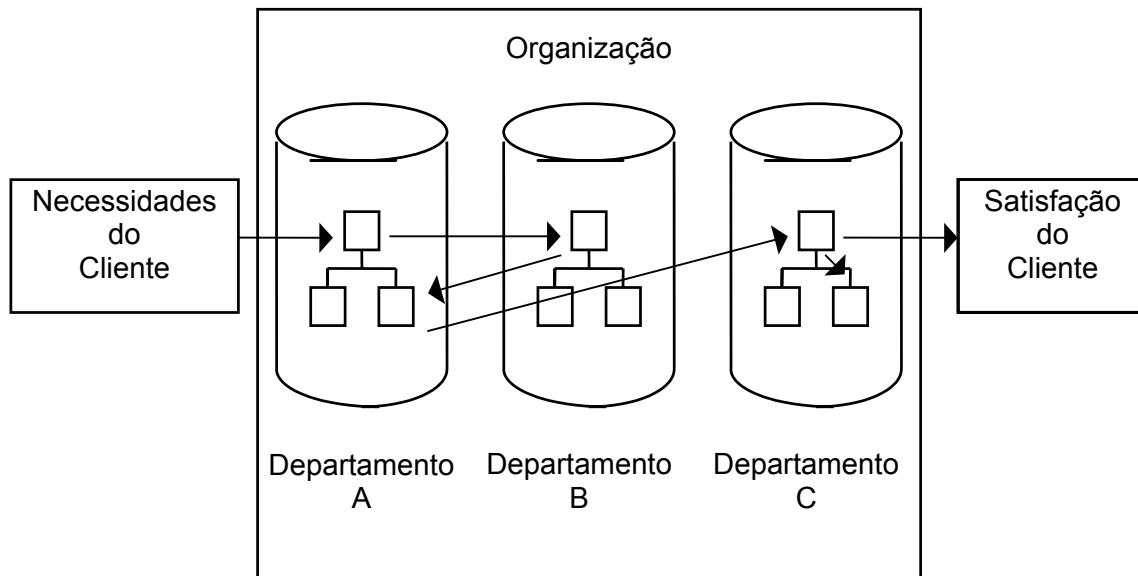 Organização
Necessidades
do
Cliente
Satisfação
do
Cliente
Departamento
A
Departamento
B
Departamento
C